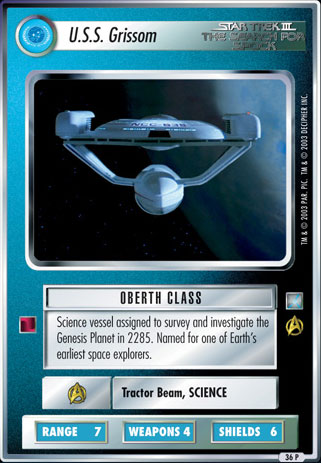 U.S.S. Grissom
STAR TREK III
THE SEARCH FOR
SPOCK
NCC 638
TM & © 2003 PAR. PIC. TM & © 2003 DECIPHER INC.
OBERTH CLASS
Science vessel assigned to survey and investigate the
Genesis Planet in 2285. Named for one of Earth's
earliest space explorers.
Tractor Beam, SCIENCE
RANGE 7
WEAPONS 4
SHIELDS 6
36 P